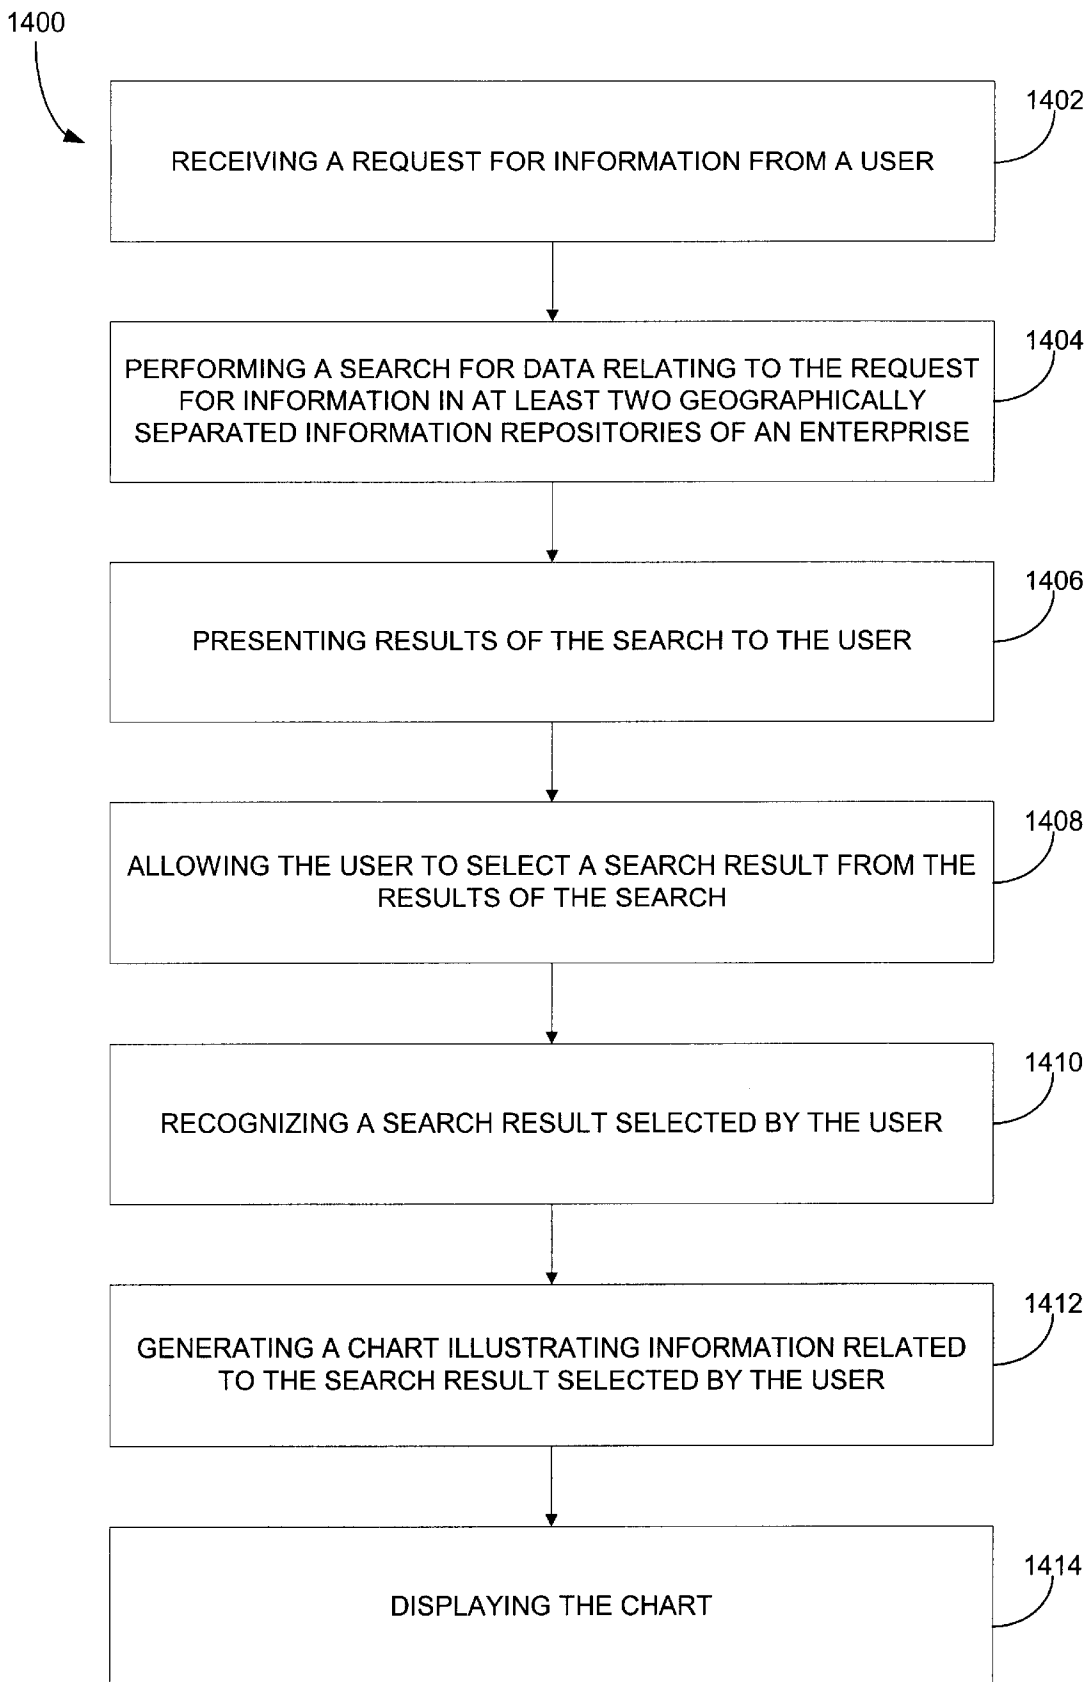 1400
1402
RECEIVING A REQUEST FOR INFORMATION FROM A USER
1404
PERFORMING A SEARCH FOR DATA RELATING TO THE REQUEST
FOR INFORMATION IN AT LEAST TWO GEOGRAPHICALLY
SEPARATED INFORMATION REPOSITORIES OF AN ENTERPRISE
1406
PRESENTING RESULTS OF THE SEARCH TO THE USER
1408
ALLOWING THE USER TO SELECT A SEARCH RESULT FROM THE
RESULTS OF THE SEARCH
1410
RECOGNIZING A SEARCH RESULT SELECTED BY THE USER
1412
GENERATING A CHART ILLUSTRATING INFORMATION RELATED
TO THE SEARCH RESULT SELECTED BY THE USER
1414
DISPLAYING THE CHART